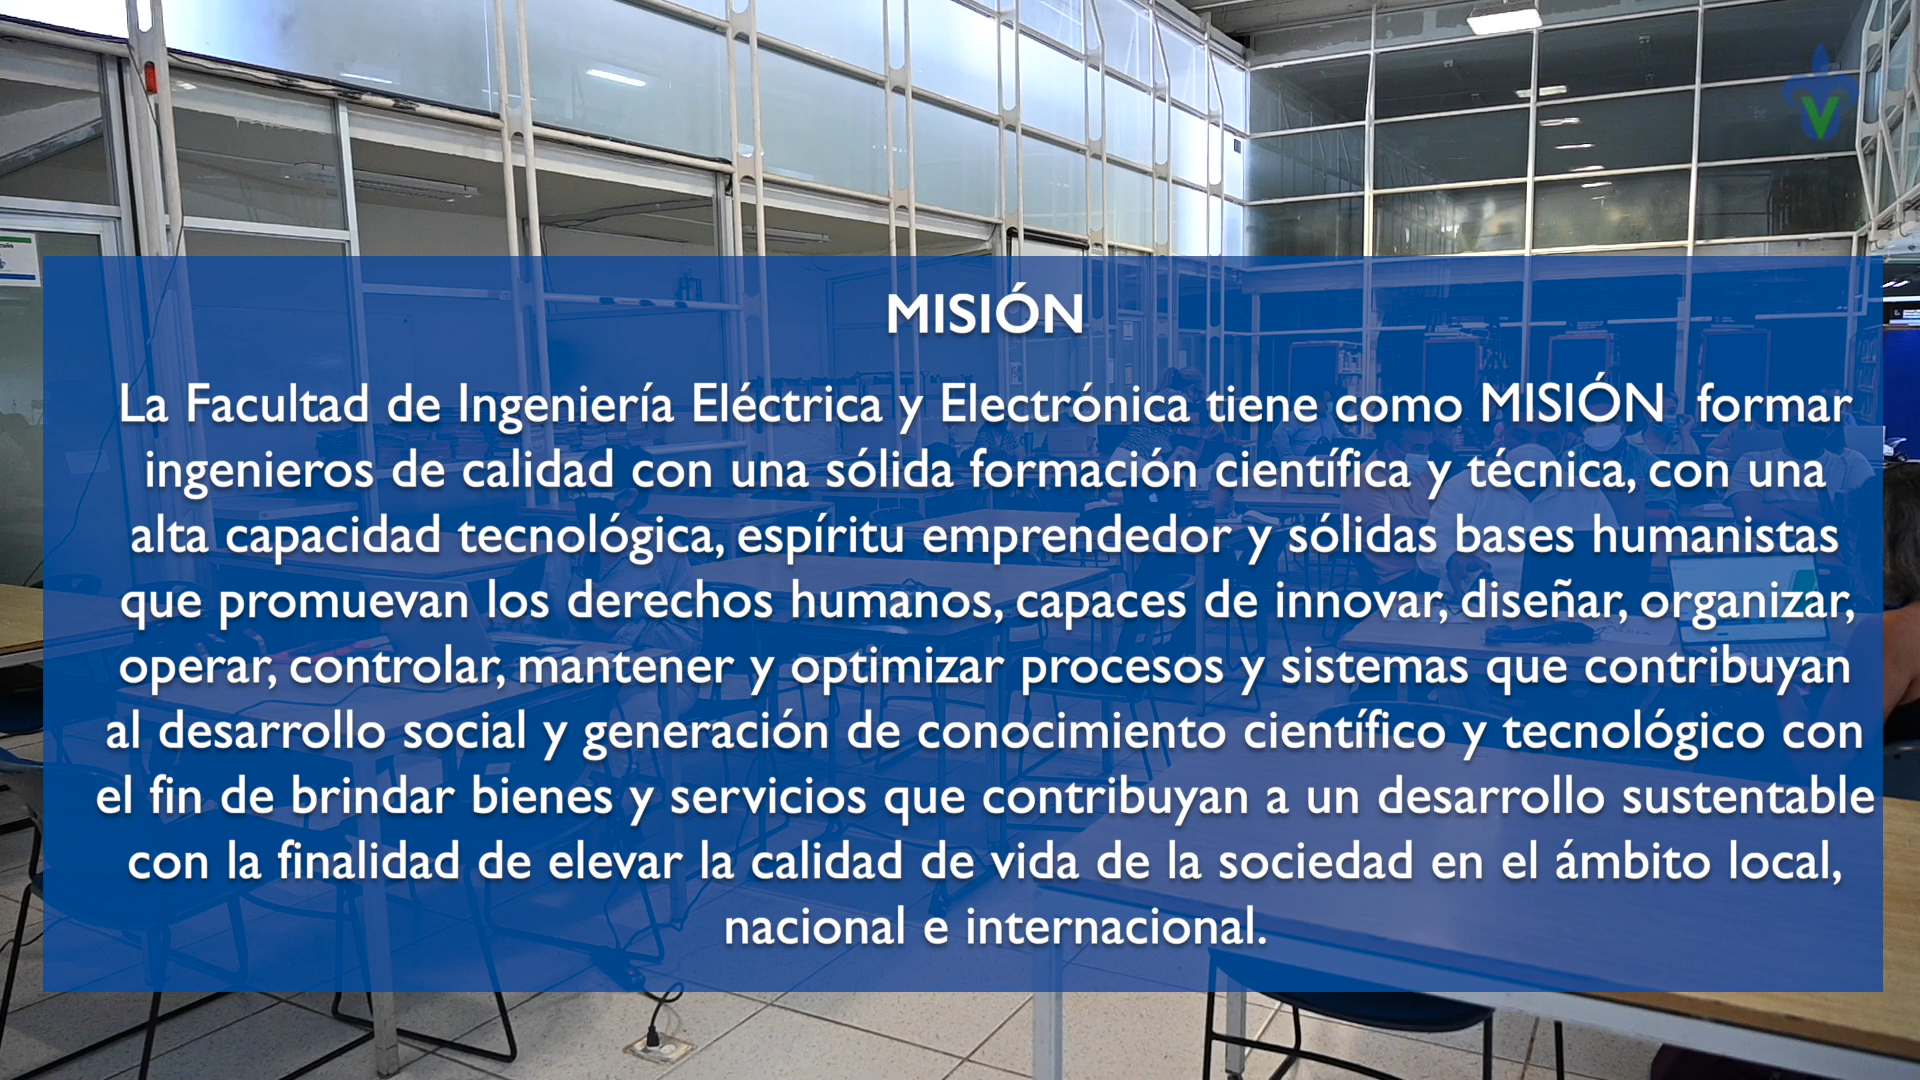 MISIÓN
La Facultad de Ingeniería Eléctrica y Electrónica tiene como MISIÓN formar
ingenieros de calidad con una sólida formación científica y técnica, con una
alta capacidad tecnológica, espíritu emprendedor y sólidas bases humanistas
que promuevan los derechos humanos, capaces de innovar, diseñar, organizar,
operar, controlar, mantener y optimizar procesos y sistemas que contribuyan
al desarrollo social y generación de conocimiento científico y tecnológico con
el fin de brindar bienes y servicios que contribuyan a un desarrollo sustentable
con la finalidad de elevar la calidad de vida de la sociedad en el ámbito local,
nacional e internacional.